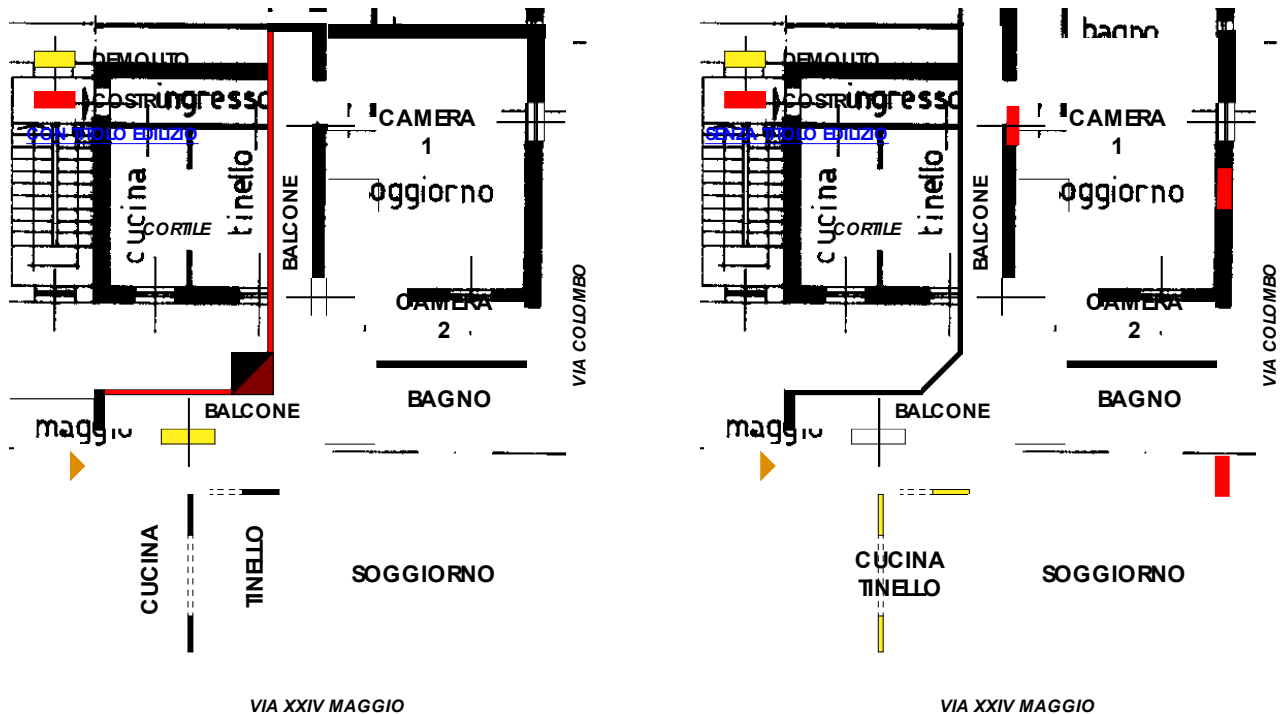 DEMOLITO
COSTRUITO
ingresso
CON TITOLO EDILIZIO
CAMERA
1
cucina
tinello
BALCONE
oggiorno
CORTILE
CAMERA
2
VIA COLOMBO
BAGNO
BALCONE
maggio
CUCINA
TINELLO
SOGGIORNO
VIA XXIV MAGGIO
bagno
DEMOLITO
COSTRUITO
ingresso
SENZA TITOLO EDILIZIO
CAMERA
1
cucina
tinello
BALCONE
oggiorno
CORTILE
CAMERA
2
VIA COLOMBO
BAGNO
BALCONE
maggio
CUCINA
TINELLO
SOGGIORNO
VIA XXIV MAGGIO